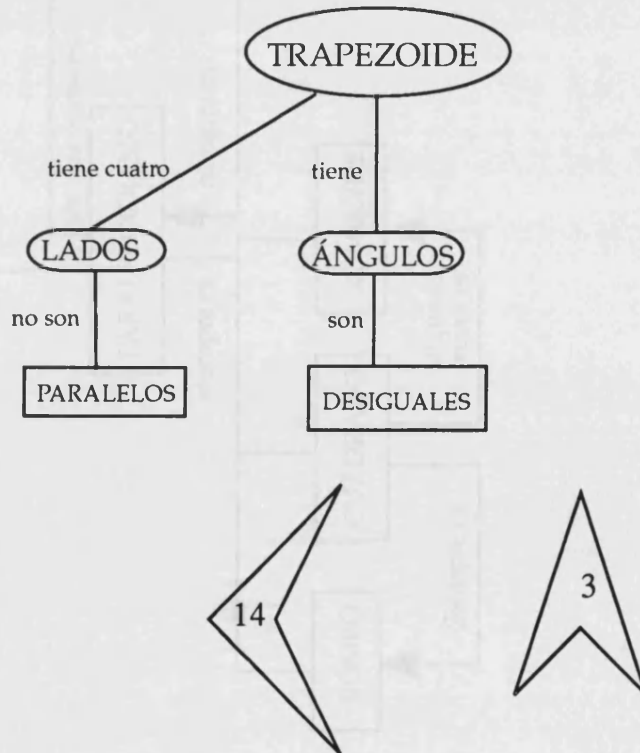 TRAPEZOIDE
tiene cuatro
tiene
LADOS
ÁNGULOS
no son
son
PARALELOS
DESIGUALES
14
3